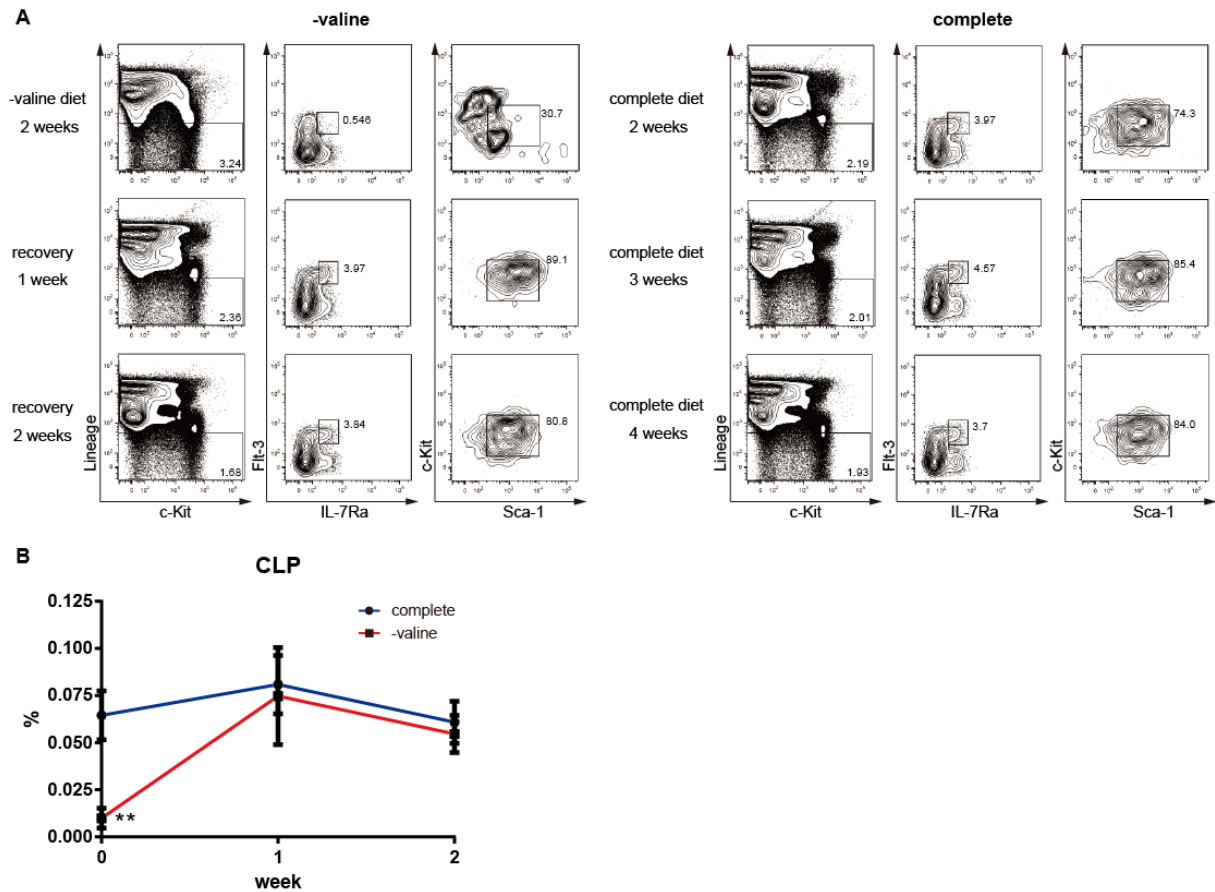 A
-valine
complete
-valine diet
2 weeks
3.24
0.546
30.7
complete diet
2 weeks
2.19
3.97
74.3
recovery
1 week
2.36
3.97
89.1
complete diet
3 weeks
2.01
4.57
85.4
recovery
2 weeks
1.68
3.84
80.8
complete diet
4 weeks
1.93
3.7
84.0
Lineage
Flt-3
c-Kit
Lineage
Flt-3
c-Kit
c-Kit
IL-7Ra
Sca-1
c-Kit
IL-7Ra
Sca-1
B
CLP
0.125
0.100
0.075
0.050
0.025
0.000
%
complete
-valine
**
0
1
2
week